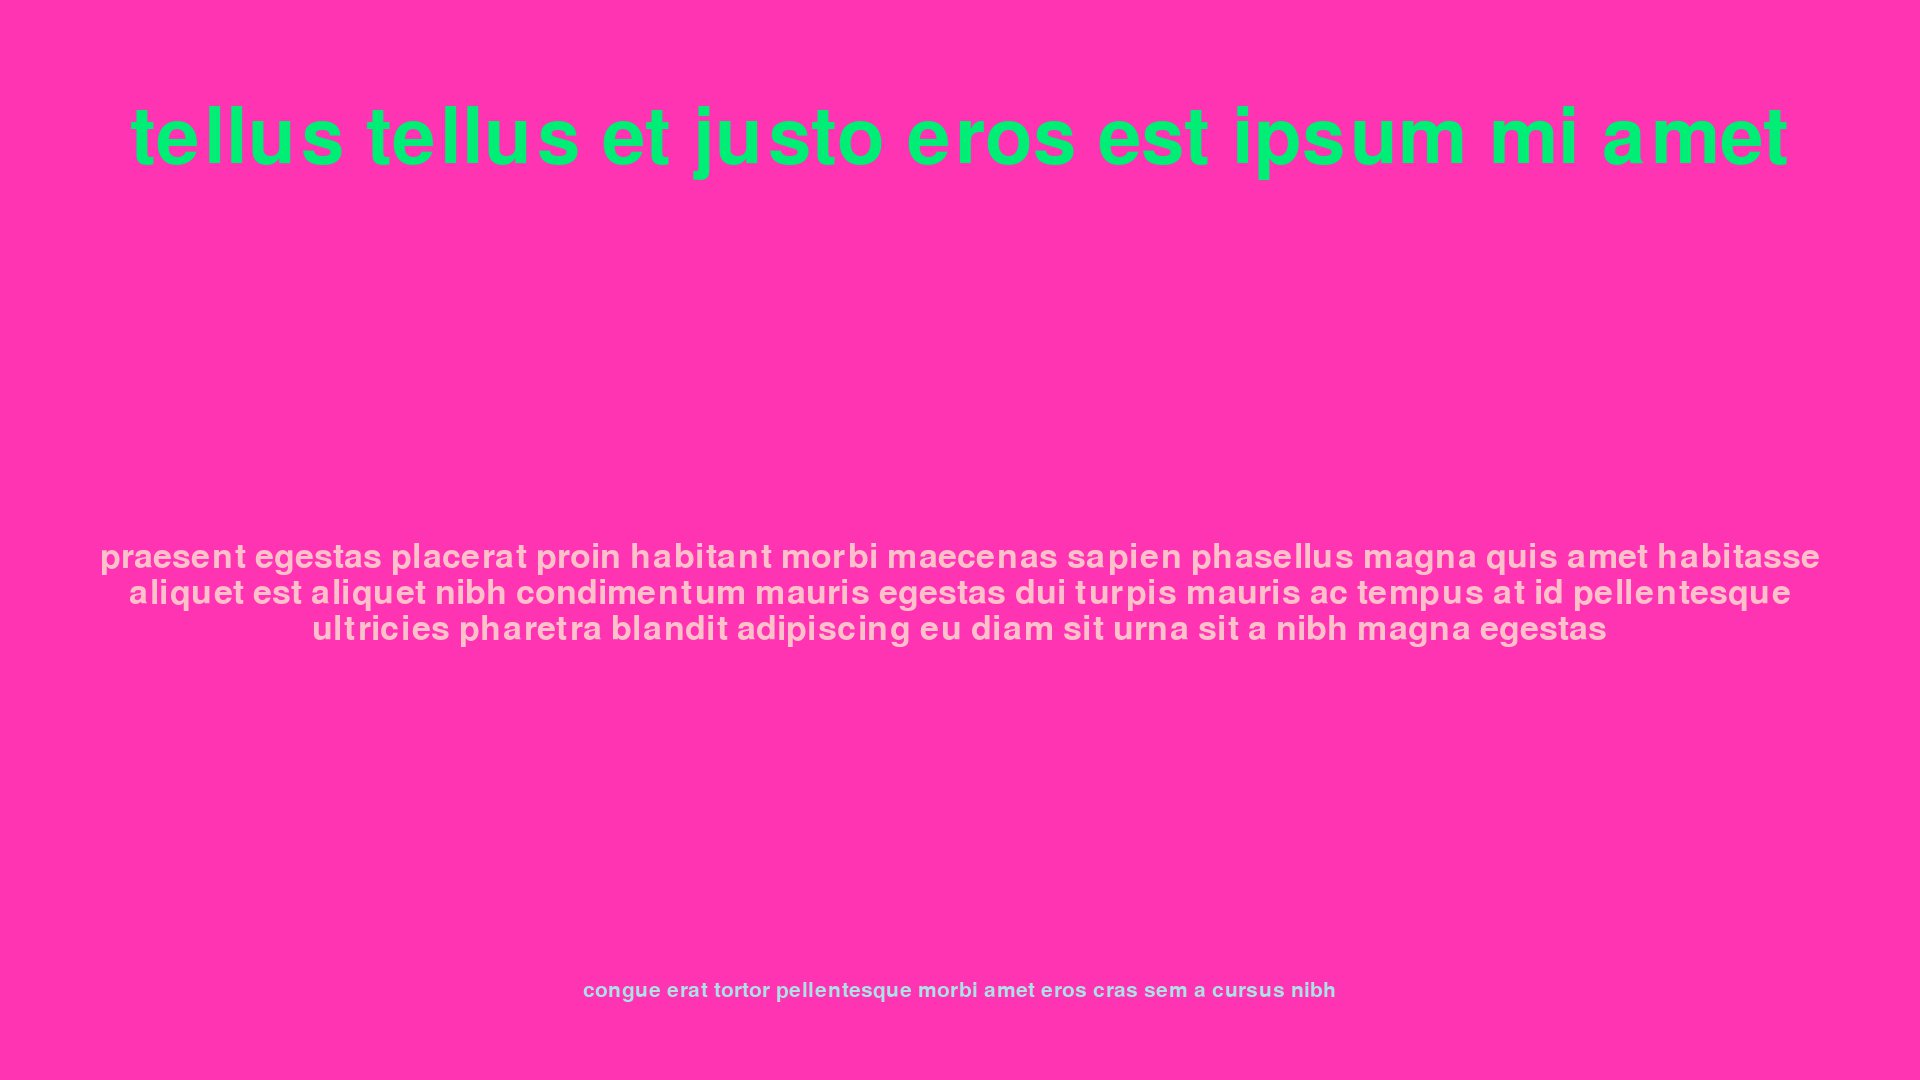 tellus tellus et justo eros est ipsum mi amet
praesent egestas placerat proin habitant morbi maecenas sapien phasellus magna quis amet habitasse
aliquet est aliquet nibh condimentum mauris egestas dui turpis mauris ac tempus at id pellentesque
ultricies pharetra blandit adipiscing eu diam sit urna sit a nibh magna egestas
congue erat tortor pellentesque morbi amet eros cras sem a cursus nibh